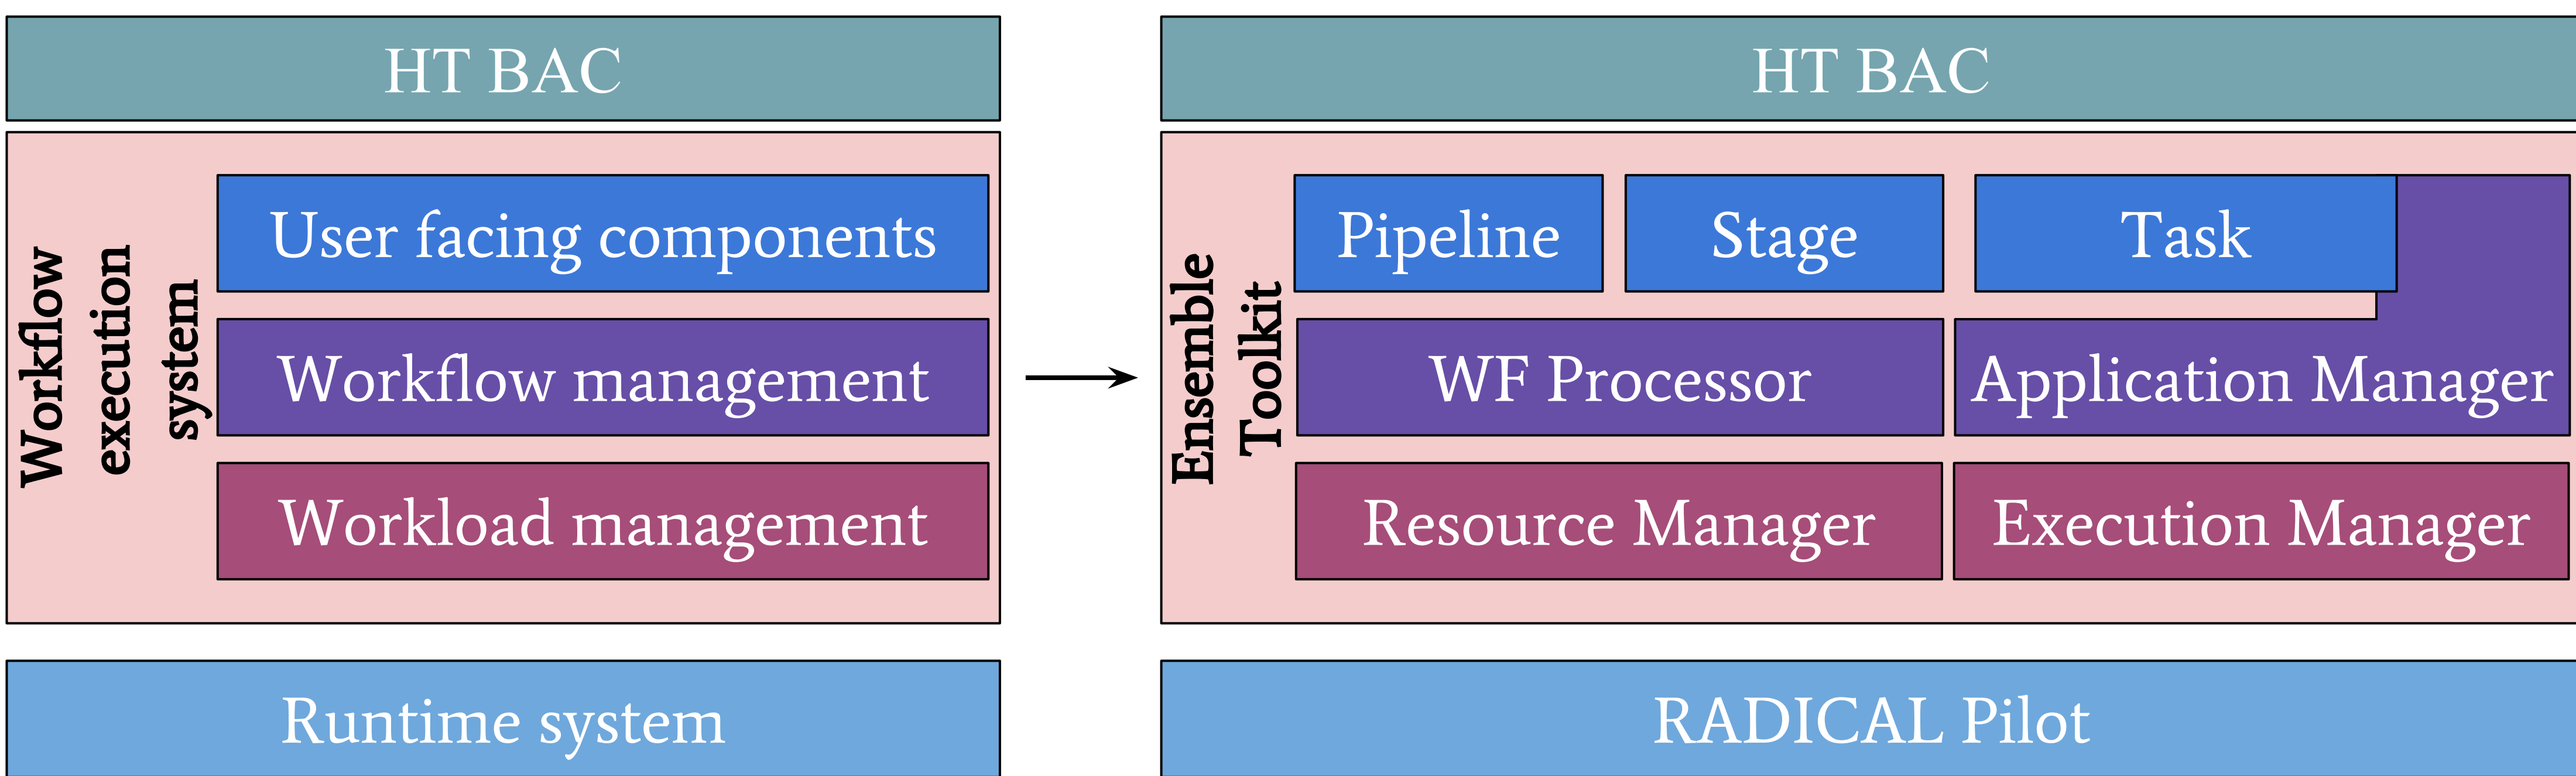 HT BAC
Workflow
execution
system
User facing components
Workflow management
Workload management
Runtime system
HT BAC
Ensemble
Toolkit
Pipeline
Stage
Task
WF Processor
Application Manager
Resource Manager
Execution Manager
RADICAL Pilot